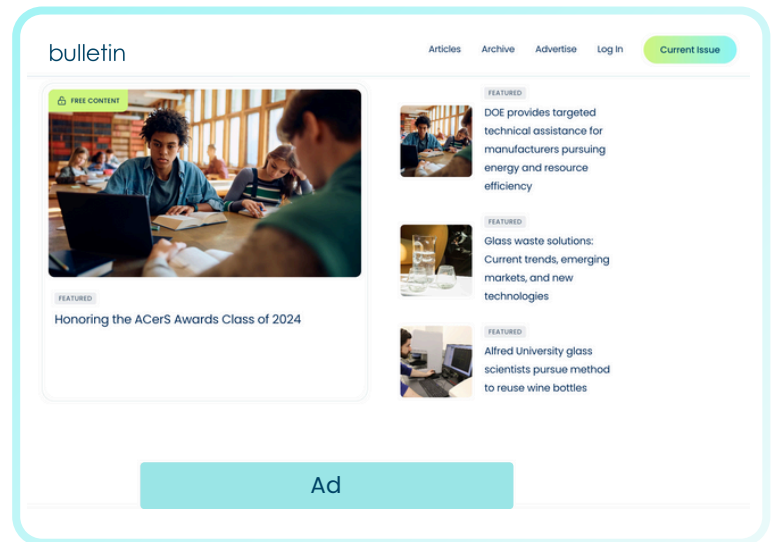 bulletin
Articles
Archive
Advertise
Log In
Current Issue
FREE CONTENT
FEATURED
Honoring the ACerS Awards Class of 2024
FEATURED
DOE provides targeted
technical assistance for
manufacturers pursuing
energy and resource
efficiency
FEATURED
Glass waste solutions:
Current trends, emerging
markets, and new
technologies
FEATURED
Alfred University glass
scientists pursue method
to reuse wine bottles
Ad